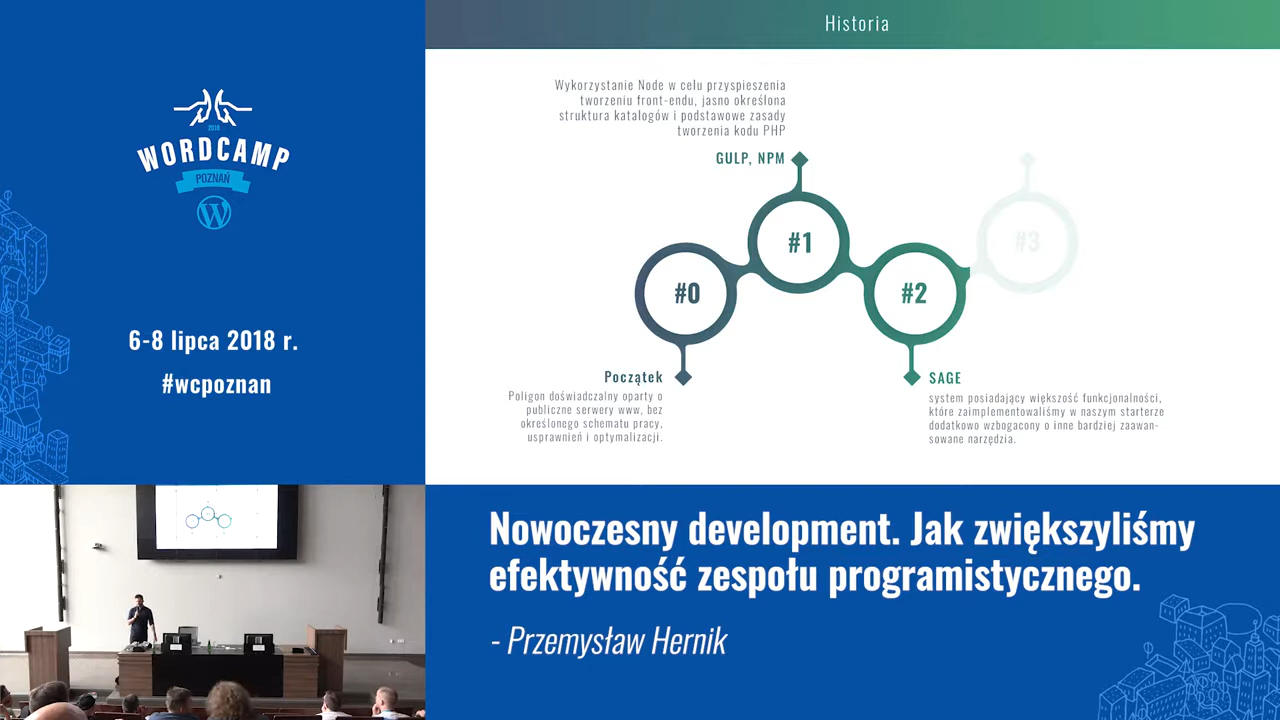 2018
WORDCAMP
POZNAŃ
W
6-8 lipca 2018 r.
#wcpoznan
Historia
Wykorzystanie Node w celu przyspieszenia
tworzeniu front-endu, jasno określona
struktura katalogów i podstawowe zasady
tworzenia kodu PHP
GULP, NPM
#1
#3
#0
#2
Początek
Poligon doświadczalny oparty o
publiczne serwery www, bez
określonego schematu pracy,
usprawnień i optymalizacji.
SAGE
system posiadający większość funkcjonalności,
które zaimplementowaliśmy w naszym starterze
dodatkowo wzbogacony o inne bardziej zaawan-
sowane narzędzia.
Nowoczesny development. Jak zwiększyliśmy
efektywność zespołu programistycznego.
- Przemysław Hernik